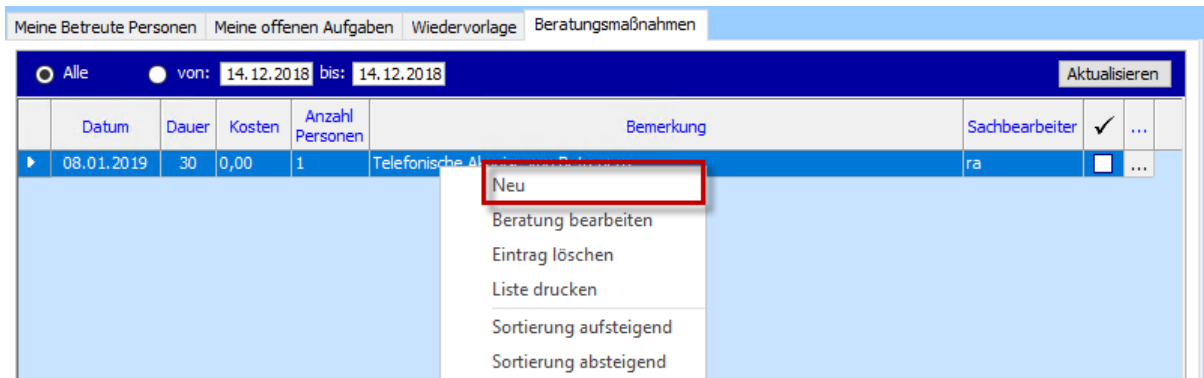 Meine Betreute Personen Meine offenen Aufgaben Wiedervorlage Beratungsmaßnahmen
Alle von: 14.12.2018 bis: 14.12.2018 Aktualisieren
Datum Dauer Kosten Anzahl Personen Bemerkung Sachbearbeiter ✓ ...
08.01.2019 30 0,00 1 Telefonische ra ...
Neu
Beratung bearbeiten
Eintrag löschen
Liste drucken
Sortierung aufsteigend
Sortierung absteigend